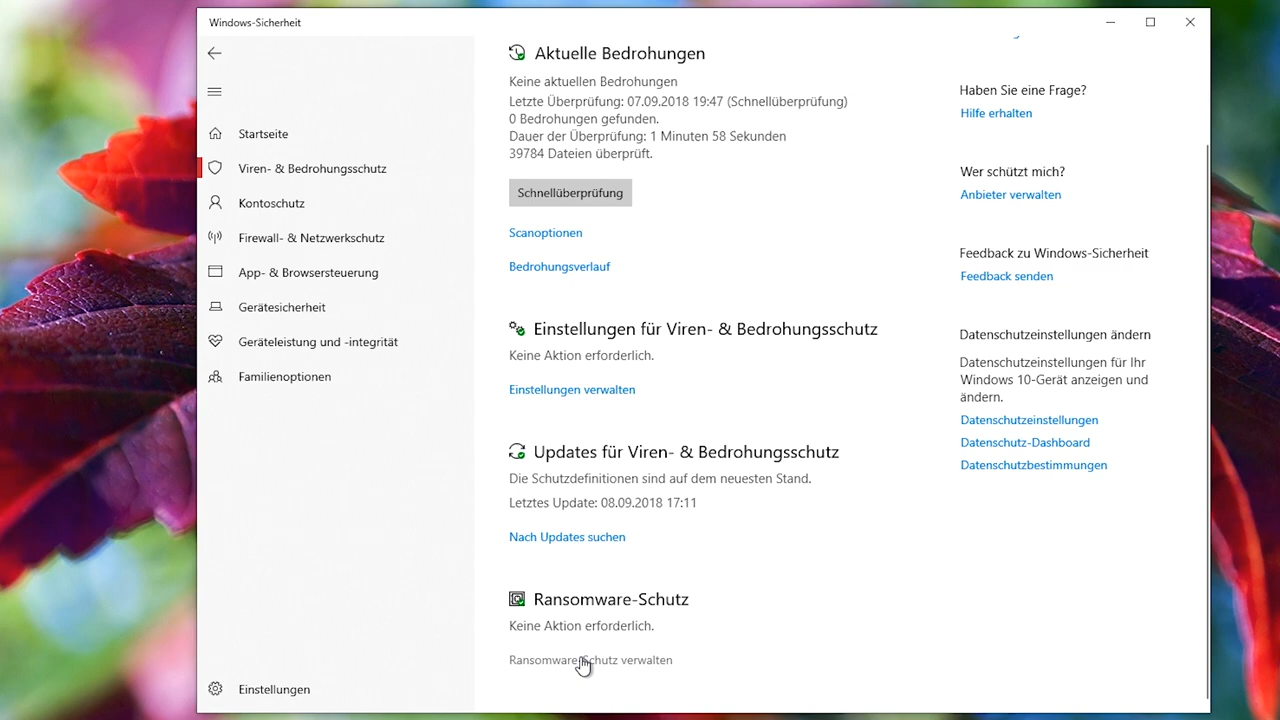 Windows-Sicherheit
Startseite
Viren- & Bedrohungsschutz
Kontoschutz
Firewall- & Netzwerkschutz
App- & Browsersteuerung
Gerätesicherheit
Geräteleistung und -integrität
Familienoptionen
Einstellungen
Aktuelle Bedrohungen
Keine aktuellen Bedrohungen
Letzte Überprüfung: 07.09.2018 19:47 (Schnellüberprüfung)
0 Bedrohungen gefunden.
Dauer der Überprüfung: 1 Minuten 58 Sekunden
39784 Dateien überprüft.
Schnellüberprüfung
Scanoptionen
Bedrohungsverlauf
Einstellungen für Viren- & Bedrohungsschutz
Keine Aktion erforderlich.
Einstellungen verwalten
Updates für Viren- & Bedrohungsschutz
Die Schutzdefinitionen sind auf dem neuesten Stand.
Letztes Update: 08.09.2018 17:11
Nach Updates suchen
Ransomware-Schutz
Keine Aktion erforderlich.
Ransomware-Schutz verwalten
Haben Sie eine Frage?
Hilfe erhalten
Wer schützt mich?
Anbieter verwalten
Feedback zu Windows-Sicherheit
Feedback senden
Datenschutzeinstellungen ändern
Datenschutzeinstellungen für Ihr
Windows 10-Gerät anzeigen und
ändern.
Datenschutzeinstellungen
Datenschutz-Dashboard
Datenschutzbestimmungen